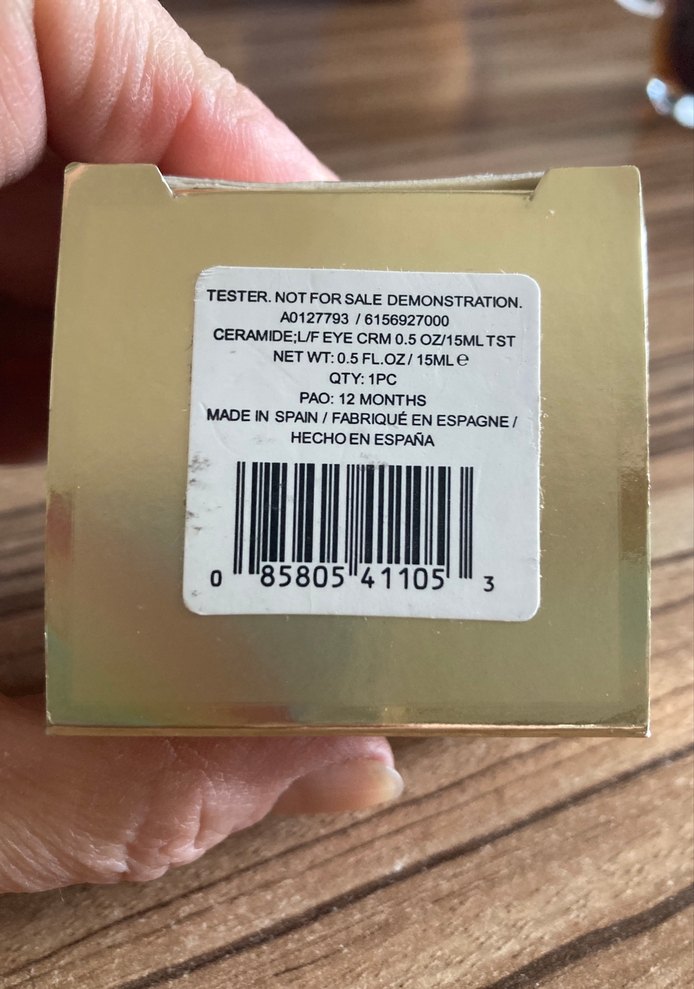 TESTER. NOT FOR SALE DEMONSTRATION.
A0127793 / 6156927000
CERAMIDE;L/F EYE CRM 0.5 OZ/15ML TST
NET WT: 0.5 FL.OZ / 15ML ℮
QTY: 1PC
PAO: 12 MONTHS
MADE IN SPAIN / FABRIQUÉ EN ESPAGNE /
HECHO EN ESPAÑA
0 85805 41105 3